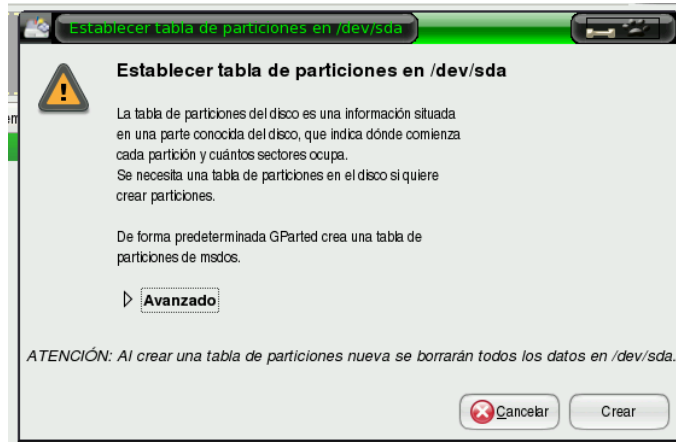 Establecer tabla de particiones en /dev/sda
Establecer tabla de particiones en /dev/sda
La tabla de particiones del disco es una información situada
en una parte conocida del disco, que indica dónde comienza
cada partición y cuántos sectores ocupa.
Se necesita una tabla de particiones en el disco si quiere
crear particiones.
De forma predeterminada GParted crea una tabla de
particiones de msdos.
Avanzado
ATENCIÓN: Al crear una tabla de particiones nueva se borrarán todos los datos en /dev/sda.
Cancelar
Crear